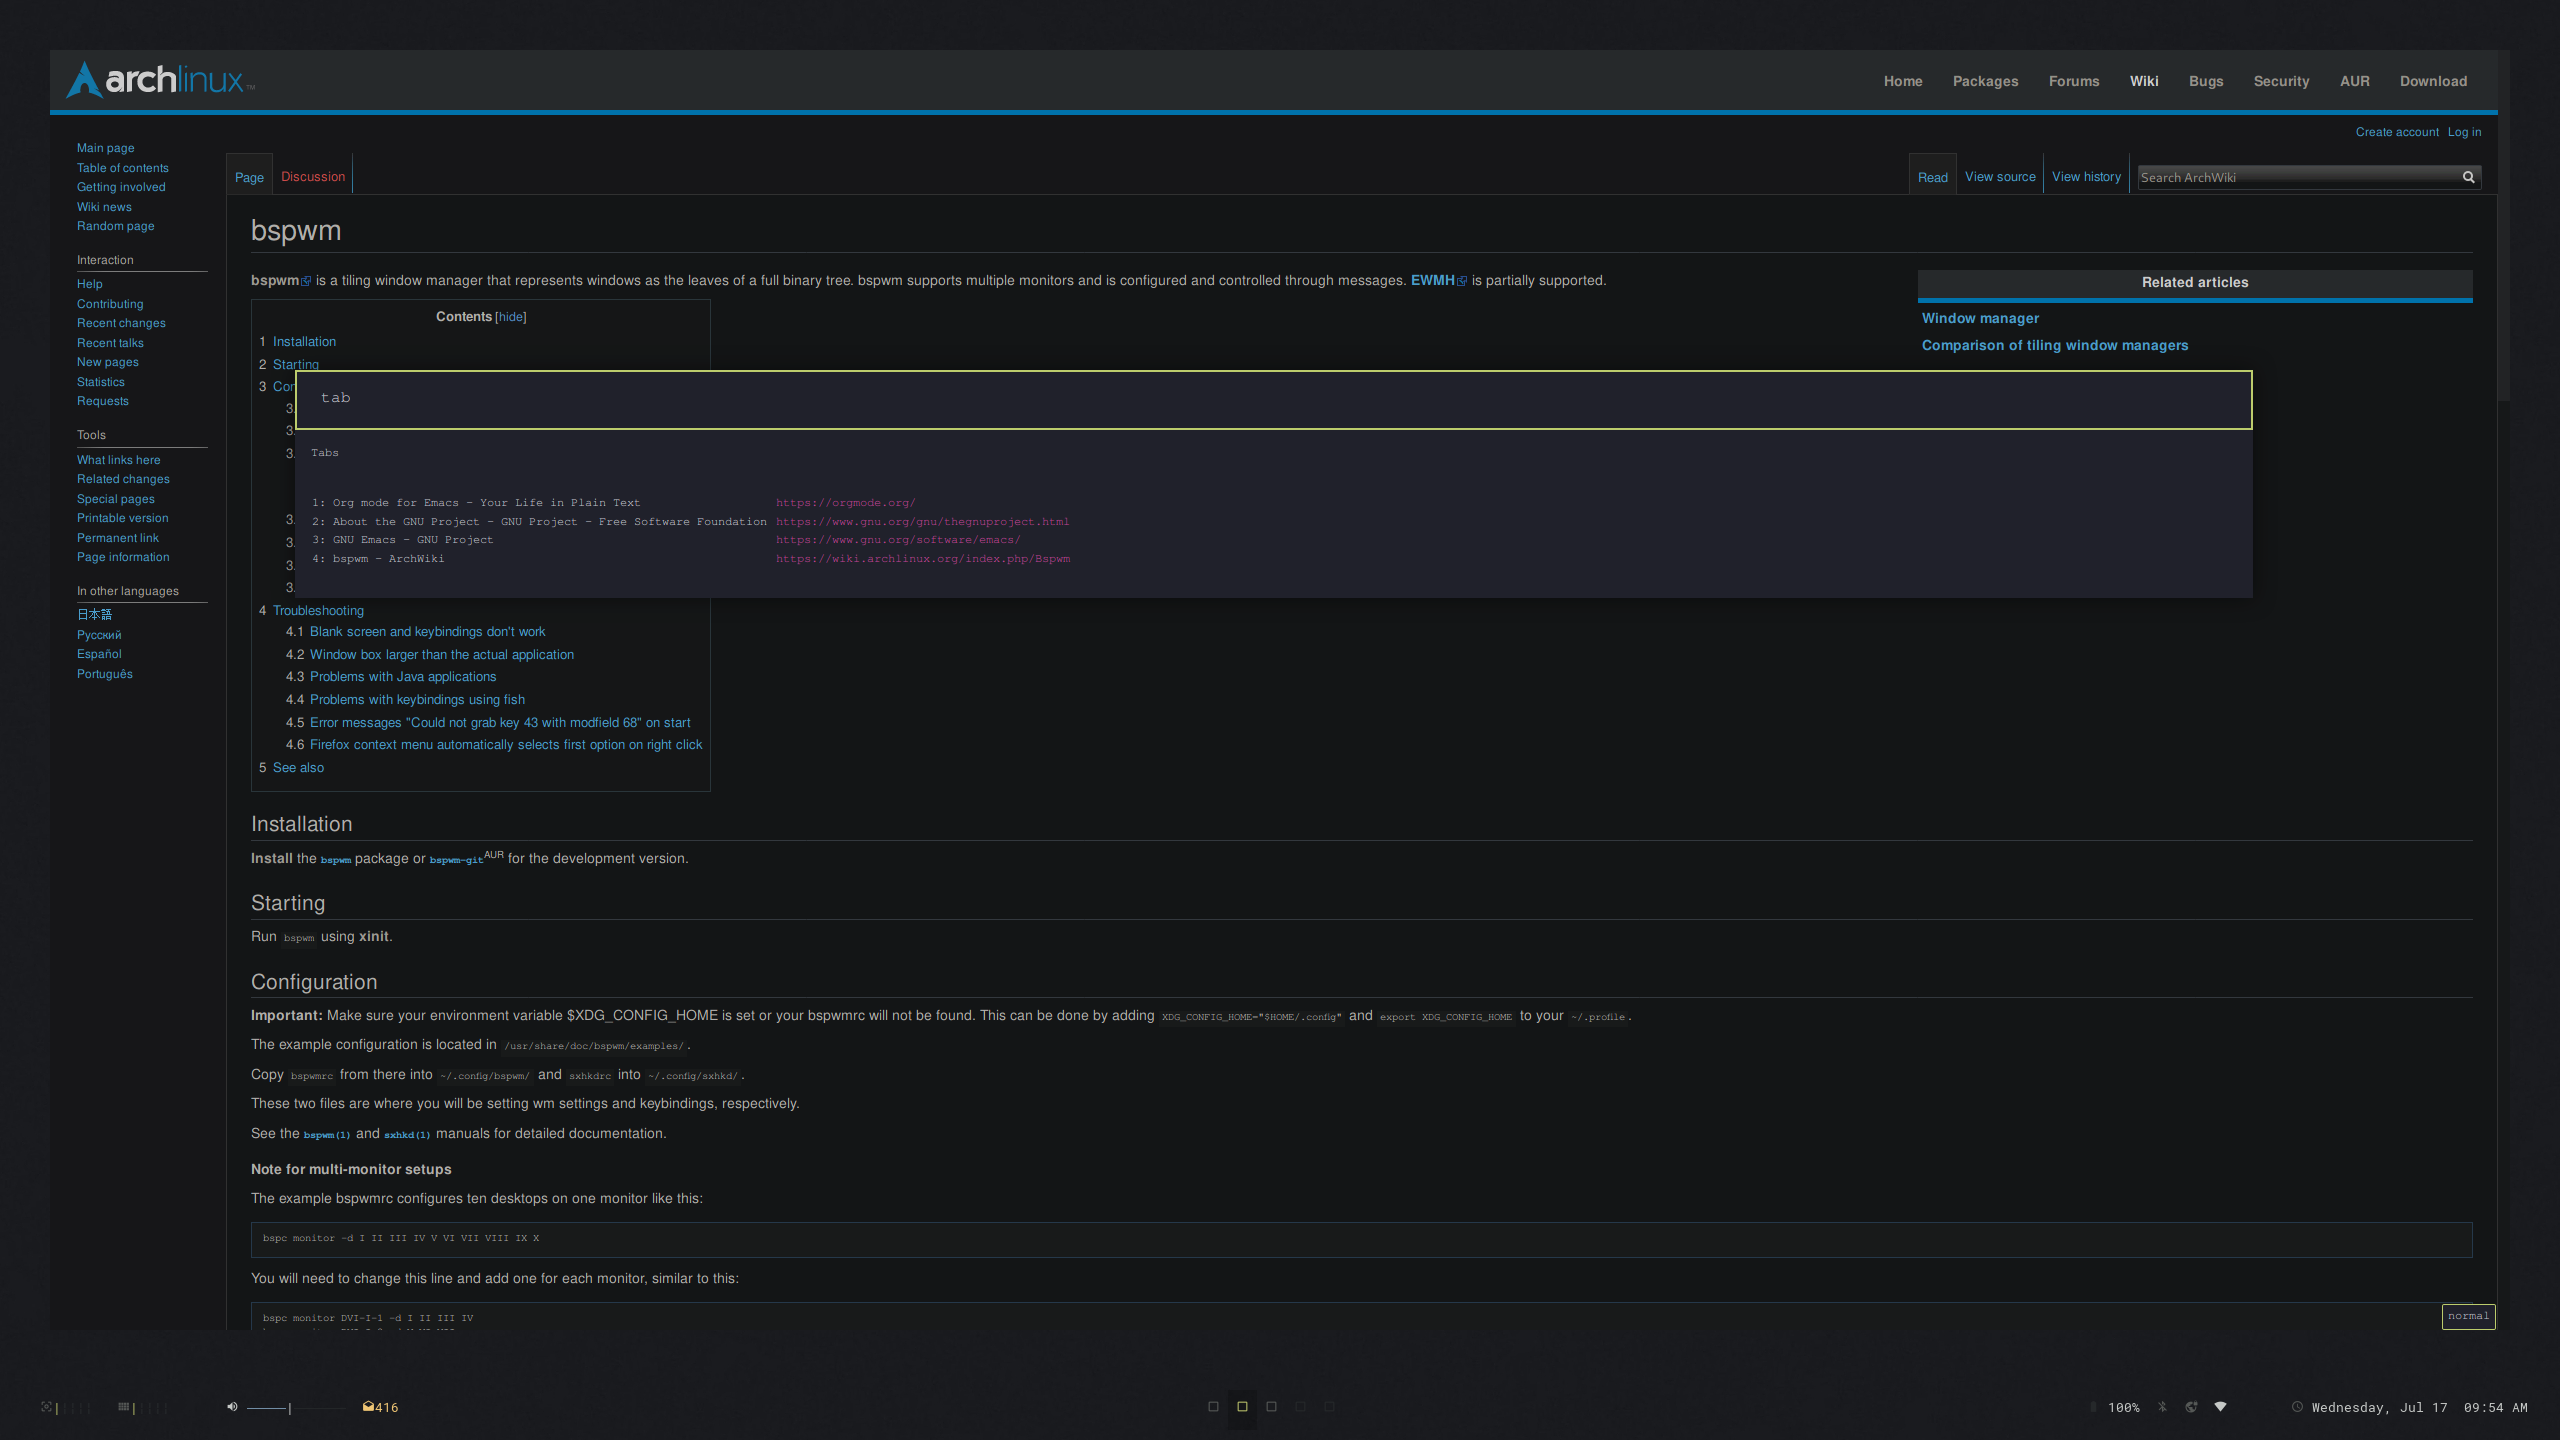 archlinux™
Home Packages Forums Wiki Bugs Security AUR Download
Create account Log in
Main page
Table of contents
Getting involved
Wiki news
Random page
Interaction
Help
Contributing
Recent changes
Recent talks
New pages
Statistics
Requests
Tools
What links here
Related changes
Special pages
Printable version
Permanent link
Page information
In other languages
日本語
Русский
Español
Português
Page Discussion
Read View source View history Search ArchWiki
bspwm
bspwm is a tiling window manager that represents windows as the leaves of a full binary tree. bspwm supports multiple monitors and is configured and controlled through messages. EWMH is partially supported.
Related articles
Window manager
Comparison of tiling window managers
Contents [hide]
1 Installation
2 Starting
3 Con
3.
3.
3.
3.
3.
3.
3.
tab
Tabs
1: Org mode for Emacs - Your Life in Plain Text https://orgmode.org/
2: About the GNU Project - GNU Project - Free Software Foundation https://www.gnu.org/gnu/thegnuproject.html
3: GNU Emacs - GNU Project https://www.gnu.org/software/emacs/
4: bspwm - ArchWiki https://wiki.archlinux.org/index.php/Bspwm
4 Troubleshooting
4.1 Blank screen and keybindings don't work
4.2 Window box larger than the actual application
4.3 Problems with Java applications
4.4 Problems with keybindings using fish
4.5 Error messages "Could not grab key 43 with modfield 68" on start
4.6 Firefox context menu automatically selects first option on right click
5 See also
Installation
Install the bspwm package or bspwm-git AUR for the development version.
Starting
Run bspwm using xinit.
Configuration
Important: Make sure your environment variable $XDG_CONFIG_HOME is set or your bspwmrc will not be found. This can be done by adding XDG_CONFIG_HOME="$HOME/.config" and export XDG_CONFIG_HOME to your ~/.profile.
The example configuration is located in /usr/share/doc/bspwm/examples/.
Copy bspwmrc from there into ~/.config/bspwm/ and sxhkdrc into ~/.config/sxhkd/.
These two files are where you will be setting wm settings and keybindings, respectively.
See the bspwm(1) and sxhkd(1) manuals for detailed documentation.
Note for multi-monitor setups
The example bspwmrc configures ten desktops on one monitor like this:
bspc monitor -d I II III IV V VI VII VIII IX X
You will need to change this line and add one for each monitor, similar to this:
bspc monitor DVI-I-1 -d I II III IV
normal
416
100%
Wednesday, Jul 17 09:54 AM